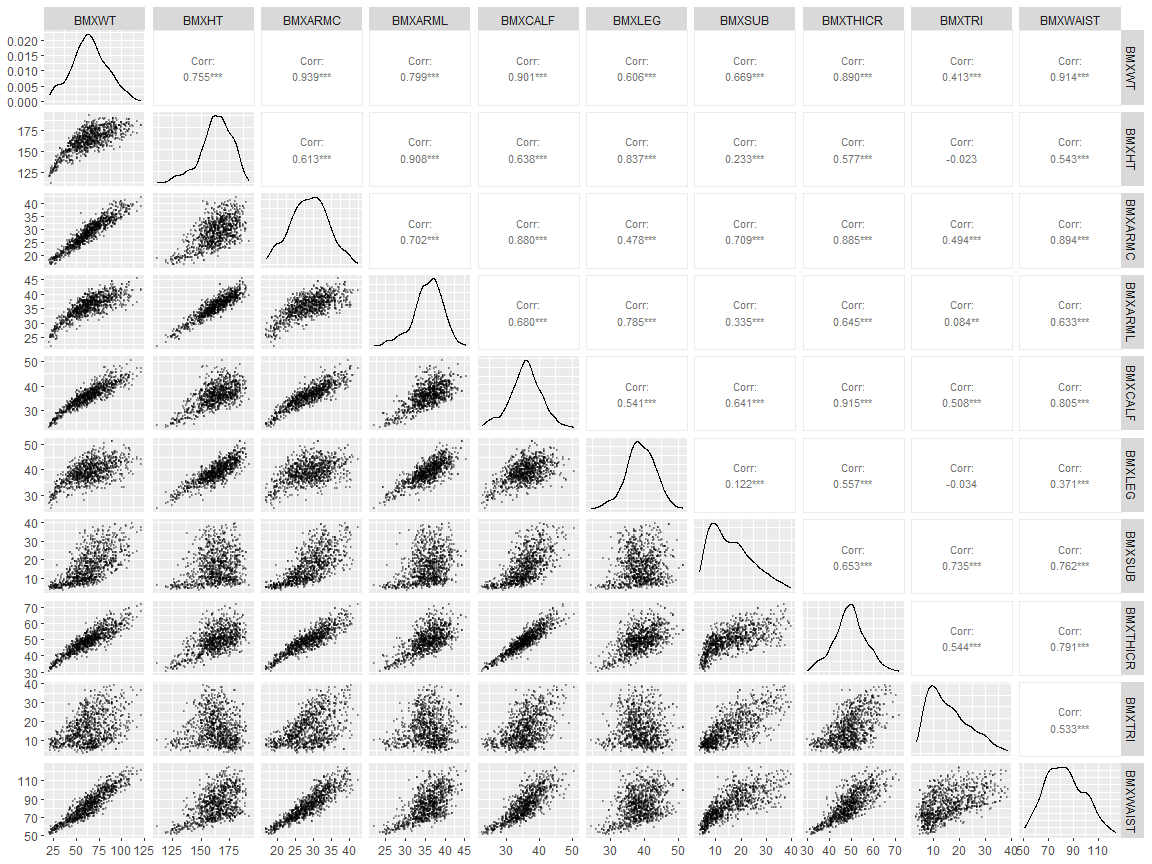 BMXWT BMXHT BMXARMC BMXARML BMXCALF BMXLEG BMXSUB BMXTHICR BMXTRI BMXWAIST
0.020
0.015
0.010
0.005
0.000
Corr: Corr: Corr: Corr: Corr: Corr: Corr: Corr: Corr:
0.755*** 0.939*** 0.799*** 0.901*** 0.606*** 0.669*** 0.890*** 0.413*** 0.914***
BMXWT
175
150
125
Corr: Corr: Corr: Corr: Corr: Corr: Corr: Corr:
0.613*** 0.908*** 0.638*** 0.837*** 0.233*** 0.577*** -0.023 0.543***
BMXHT
40
35
30
25
20
Corr: Corr: Corr: Corr: Corr: Corr: Corr:
0.702*** 0.880*** 0.478*** 0.709*** 0.885*** 0.494*** 0.894***
BMXARMC
45
40
35
30
25
Corr: Corr: Corr: Corr: Corr: Corr:
0.680*** 0.785*** 0.335*** 0.645*** 0.084** 0.633***
BMXARML
50
40
30
Corr: Corr: Corr: Corr: Corr:
0.541*** 0.641*** 0.915*** 0.508*** 0.805***
BMXCALF
50
40
30
Corr: Corr: Corr: Corr:
0.122*** 0.557*** -0.034 0.371***
BMXLEG
40
30
20
10
Corr: Corr: Corr:
0.653*** 0.735*** 0.762***
BMXSUB
70
60
50
40
30
Corr: Corr:
0.544*** 0.791***
BMXTHICR
40
30
20
10
Corr:
0.533***
BMXTRI
110
90
70
50
BMXWAIST
25 50 75 100 125 125 150 175 20 25 30 35 40 25 30 35 40 45 30 40 50 30 40 50 10 20 30 40 30 40 50 60 70 10 20 30 40 50 70 90 110